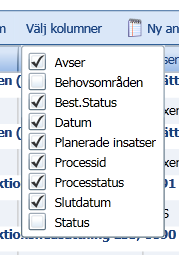 Välj kolumner
Ny an
Avser
Behovsområden
Best.Status
Datum
Planerade insatser
Processid
Processtatus
Slutdatum
Status